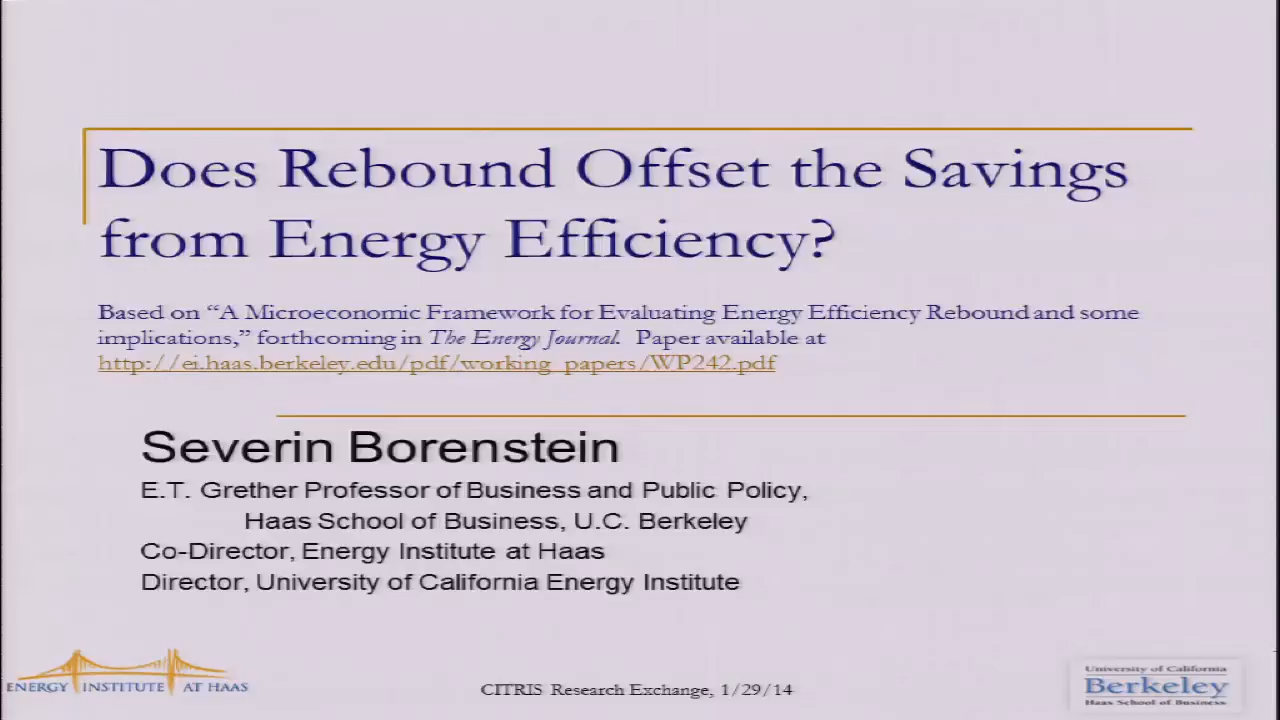 Does Rebound Offset the Savings
from Energy Efficiency?
Based on “A Microeconomic Framework for Evaluating Energy Efficiency Rebound and some
implications,” forthcoming in The Energy Journal. Paper available at
http://ei.haas.berkeley.edu/pdf/working_papers/WP242.pdf
Severin Borenstein
E.T. Grether Professor of Business and Public Policy,
Haas School of Business, U.C. Berkeley
Co-Director, Energy Institute at Haas
Director, University of California Energy Institute
ENERGY INSTITUTE AT HAAS
CITRIS Research Exchange, 1/29/14
University of California
Berkeley
Haas School of Business